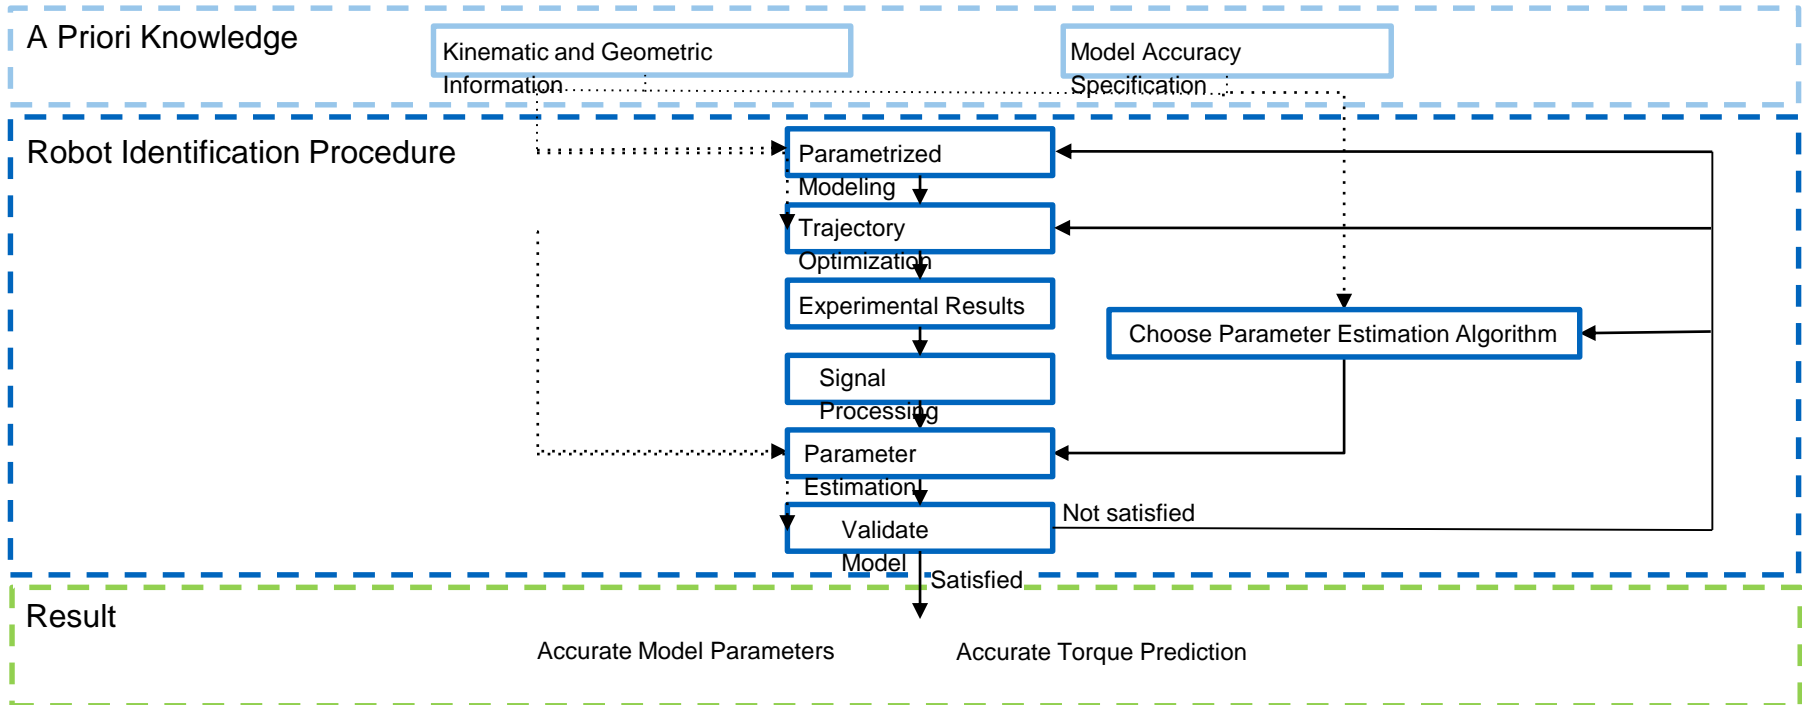 A Priori Knowledge
Kinematic and Geometric
Information
Model Accuracy
Specification
Robot Identification Procedure
Parametrized
Modeling
Trajectory
Optimization
Experimental Results
Choose Parameter Estimation Algorithm
Signal
Processing
Parameter
Estimation
Not satisfied
Validate
Model
Satisfied
Result
Accurate Model Parameters
Accurate Torque Prediction